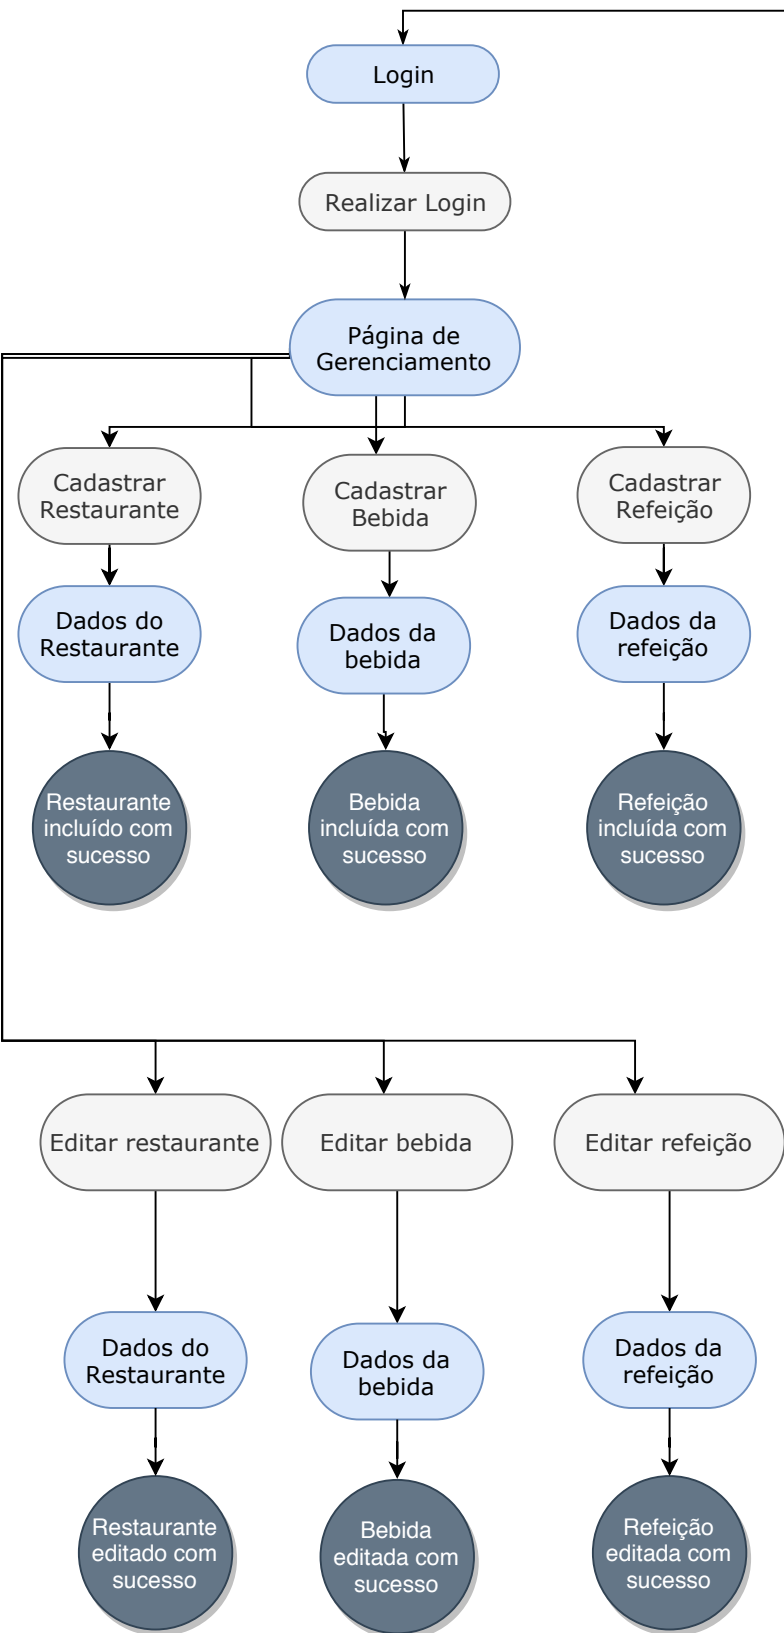 Login
Realizar Login
Página de
Gerenciamento
Cadastrar
Restaurante
Cadastrar
Bebida
Cadastrar
Refeição
Dados do
Restaurante
Dados da
bebida
Dados da
refeição
Restaurante
incluído com
sucesso
Bebida
incluída com
sucesso
Refeição
incluída com
sucesso
Editar restaurante
Editar bebida
Editar refeição
Dados do
Restaurante
Dados da
bebida
Dados da
refeição
Restaurante
editado com
sucesso
Bebida
editada com
sucesso
Refeição
editada com
sucesso